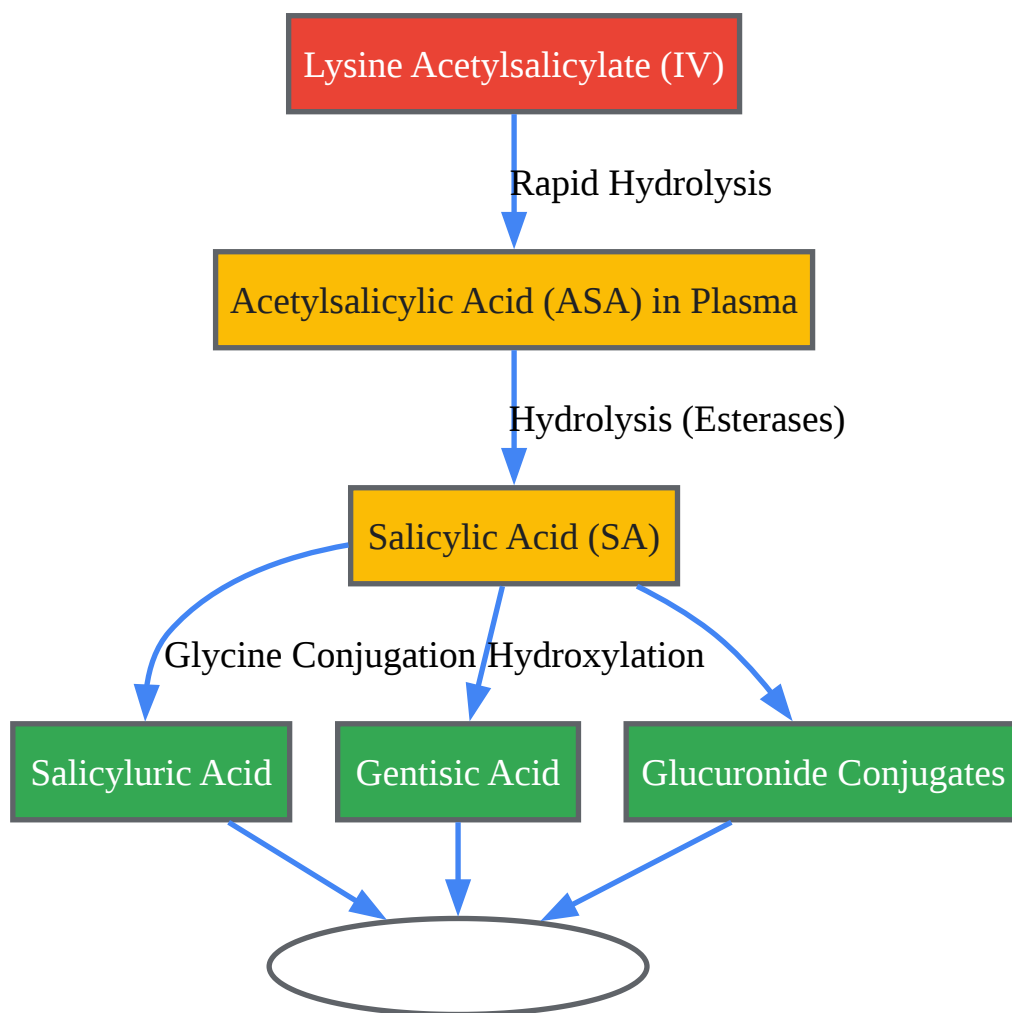 Lysine Acetylsalicylate (IV)
Rapid Hydrolysis
Acetylsalicylic Acid (ASA) in Plasma
Hydrolysis (Esterases)
Salicylic Acid (SA)
Glycine Conjugation
Hydroxylation
Salicyluric Acid
Gentisic Acid
Glucuronide Conjugates